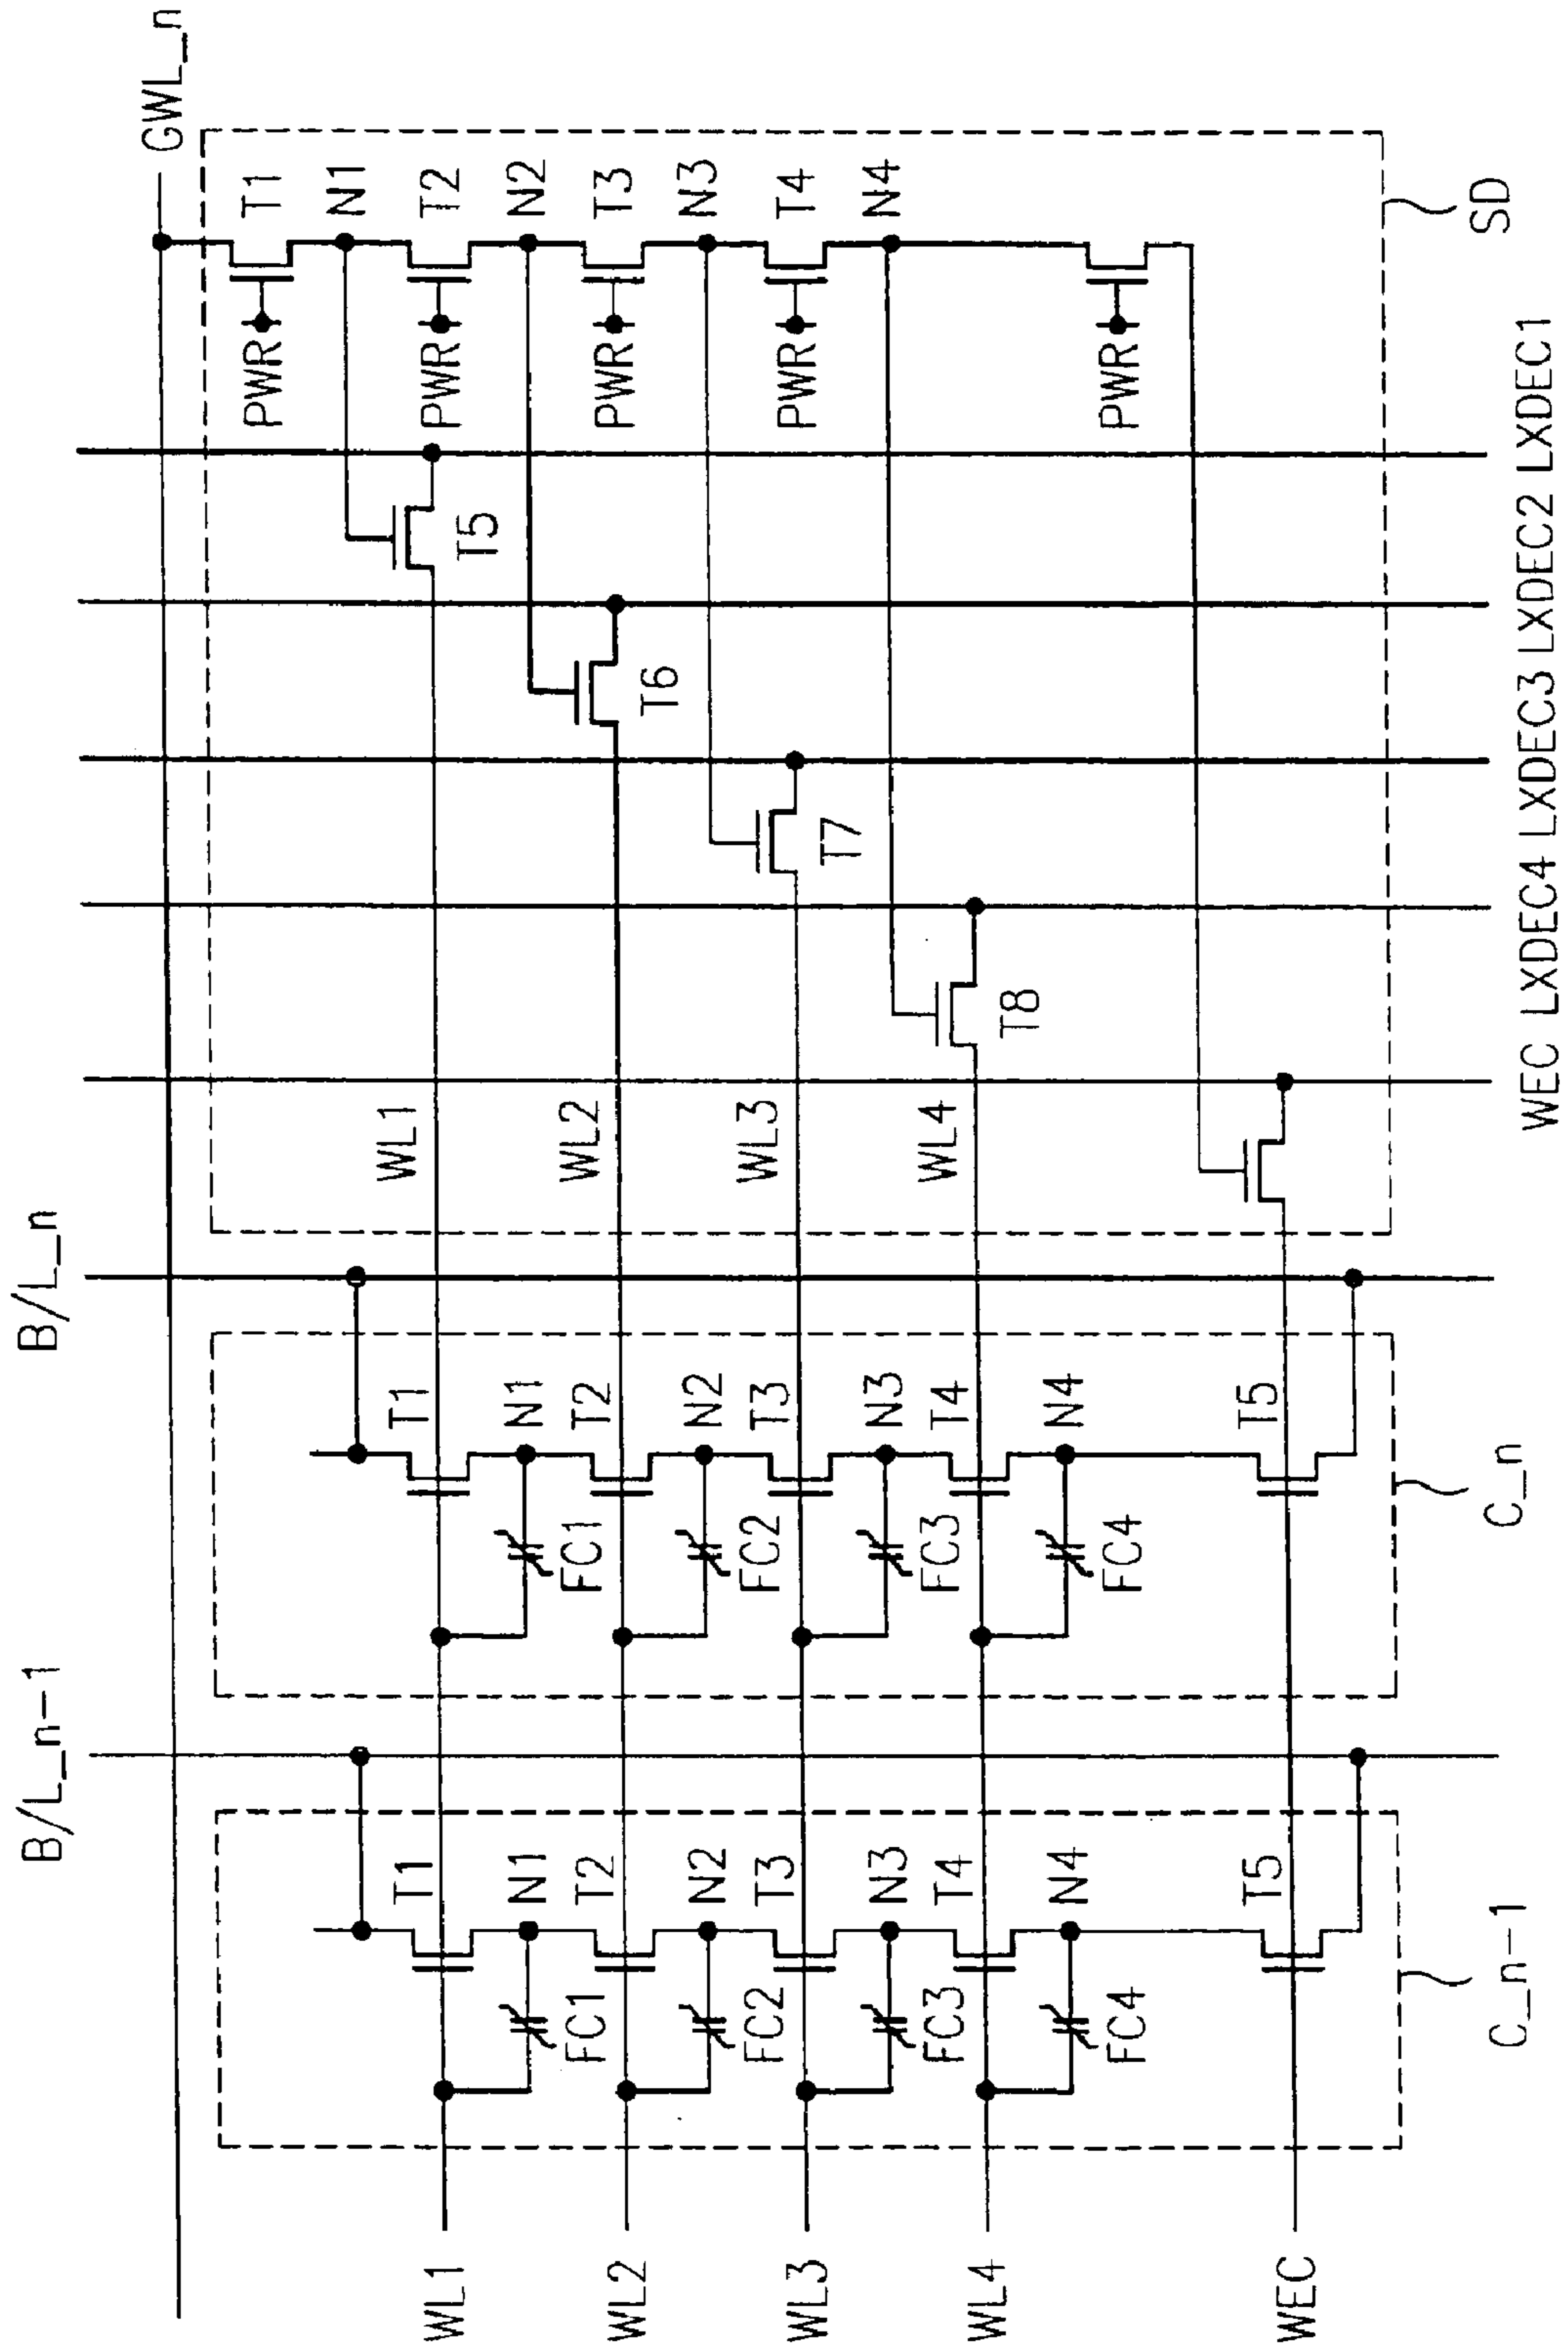 GWL_n
T1
N1
T2
N2
T3
N3
T4
N4
PWR
PWR
PWR
PWR
PWR
SD
T5
T6
T7
T8
WL1
WL2
WL3
WL4
WEC LXDEC4 LXDEC3 LXDEC2 LXDEC1
B/L_n
T1
N1
T2
N2
T3
N3
T4
N4
T5
FC1
FC2
FC3
FC4
C_n
B/L_n-1
T1
N1
T2
N2
T3
N3
T4
N4
T5
FC1
FC2
FC3
FC4
C_n-1
WL1
WL2
WL3
WL4
WEC